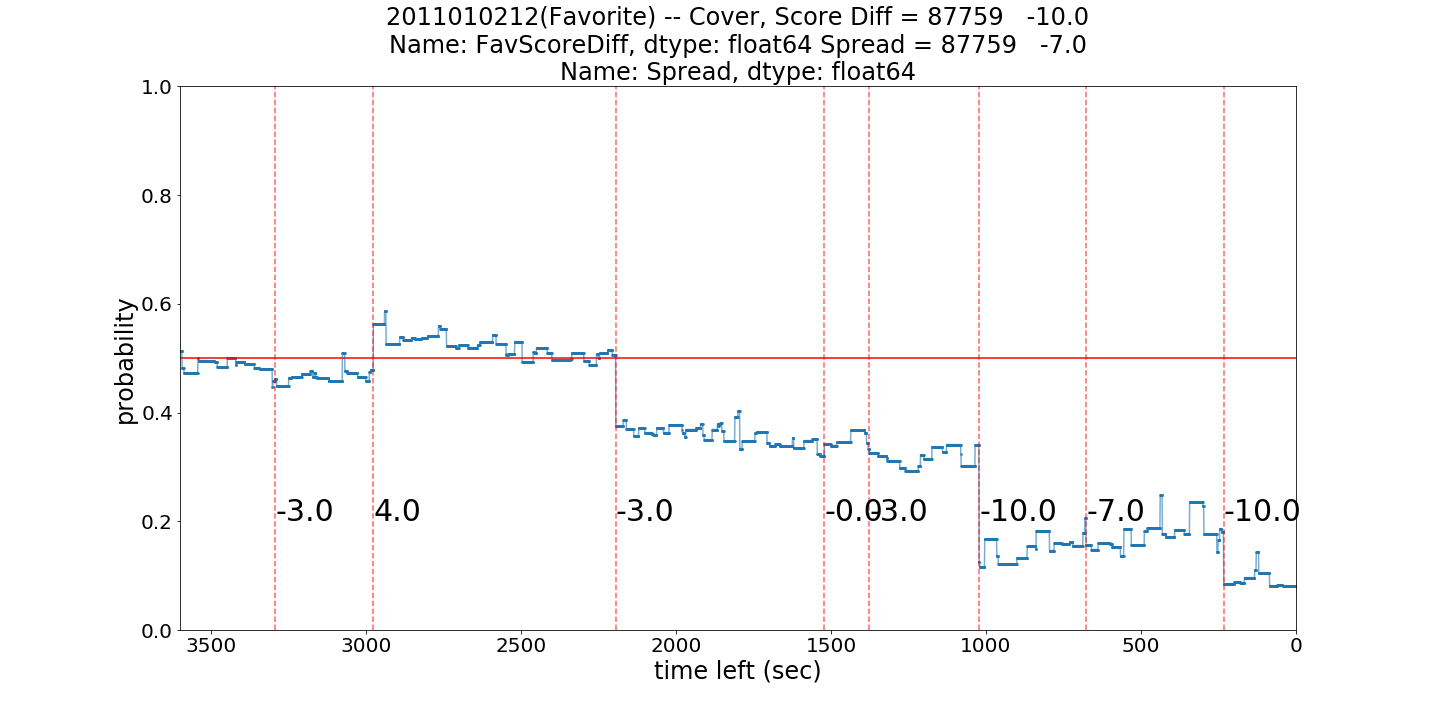 2011010212(Favorite) -- Cover, Score Diff = 87759   -10.0
Name: FavScoreDiff, dtype: float64 Spread = 87759   -7.0
Name: Spread, dtype: float64
1.0
0.8
0.6
0.4
0.2
0.0
probability
-3.0 4.0 -3.0 -0.0 -3.0 -10.0 -7.0 -10.0
3500 3000 2500 2000 1500 1000 500 0
time left (sec)